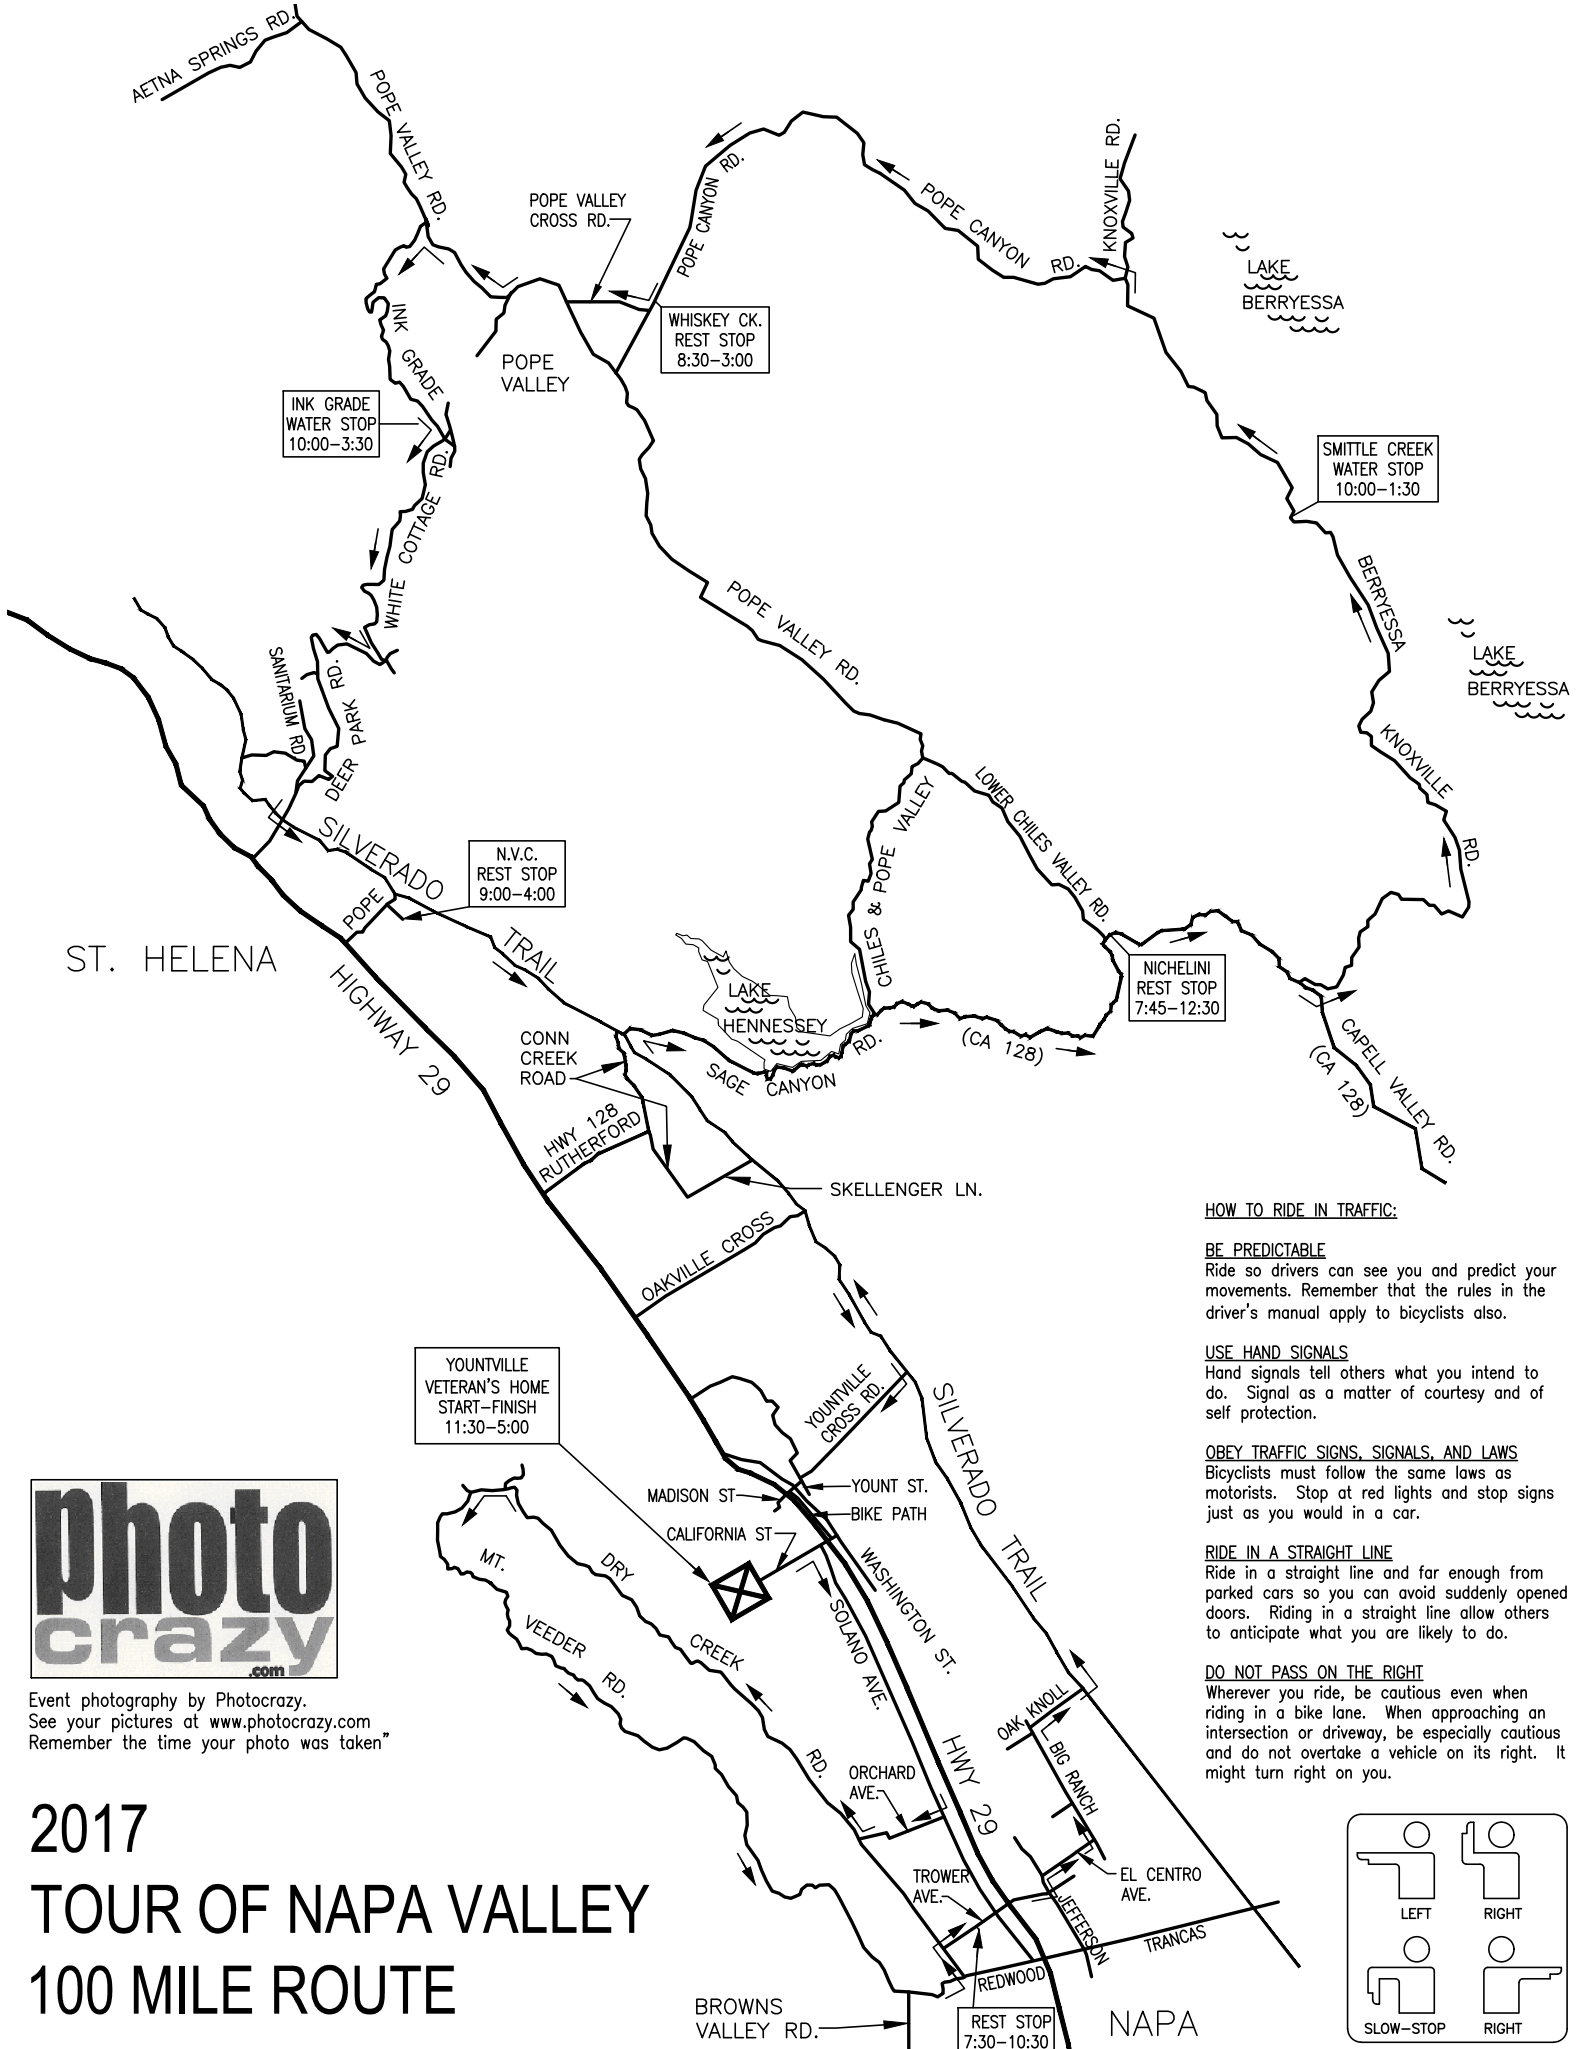 AETNA SPRINGS RD.
POPE VALLEY RD.
POPE VALLEY
CROSS RD.
POPE CANYON RD.
POPE CANYON RD.
KNOXVILLE RD.
LAKE
BERRYESSA
WHISKEY CK.
REST STOP
8:30-3:00
POPE
VALLEY
INK GRADE
INK GRADE
WATER STOP
10:00-3:30
SMITTLE CREEK
WATER STOP
10:00-1:30
WHITE COTTAGE RD.
BERRYESSA
KNOXVILLE
RD.
LAKE
BERRYESSA
POPE VALLEY RD.
SANITARIUM RD
DEER PARK RD.
SILVERADO
TRAIL
N.V.C.
REST STOP
9:00-4:00
POPE
ST. HELENA
HIGHWAY 29
CHILES & POPE VALLEY
RD.
LOWER CHILES VALLEY RD.
NICHELINI
REST STOP
7:45-12:30
LAKE
HENNESSEY
CONN
CREEK
ROAD
SAGE CANYON
(CA 128)
CAPELL VALLEY RD.
(CA 128)
HWY 128
RUTHERFORD
SKELLENGER LN.
OAKVILLE CROSS
HOW TO RIDE IN TRAFFIC:
BE PREDICTABLE
Ride so drivers can see you and predict your
movements. Remember that the rules in the
driver's manual apply to bicyclists also.
USE HAND SIGNALS
Hand signals tell others what you intend to
do. Signal as a matter of courtesy and of
self protection.
OBEY TRAFFIC SIGNS, SIGNALS, AND LAWS
Bicyclists must follow the same laws as
motorists. Stop at red lights and stop signs
just as you would in a car.
RIDE IN A STRAIGHT LINE
Ride in a straight line and far enough from
parked cars so you can avoid suddenly opened
doors. Riding in a straight line allow others
to anticipate what you are likely to do.
DO NOT PASS ON THE RIGHT
Wherever you ride, be cautious even when
riding in a bike lane. When approaching an
intersection or driveway, be especially cautious
and do not overtake a vehicle on its right. It
might turn right on you.
YOUNTVILLE
VETERAN'S HOME
START-FINISH
11:30-5:00
YOUNTVILLE
CROSS RD.
SILVERADO TRAIL
MADISON ST
YOUNT ST.
BIKE PATH
CALIFORNIA ST
WASHINGTON ST.
SOLANO AVE.
MT.
VEEDER
RD.
DRY
CREEK
RD.
ORCHARD
AVE.
HWY 29
OAK KNOLL
BIG RANCH
TROWER
AVE.
EL CENTRO
AVE.
JEFFERSON
TRANCAS
REDWOOD
BROWNS
VALLEY RD.
REST STOP
7:30-10:30
NAPA
photo
crazy
.com
Event photography by Photocrazy.
See your pictures at www.photocrazy.com
Remember the time your photo was taken"
2017
TOUR OF NAPA VALLEY
100 MILE ROUTE
LEFT
RIGHT
SLOW-STOP
RIGHT